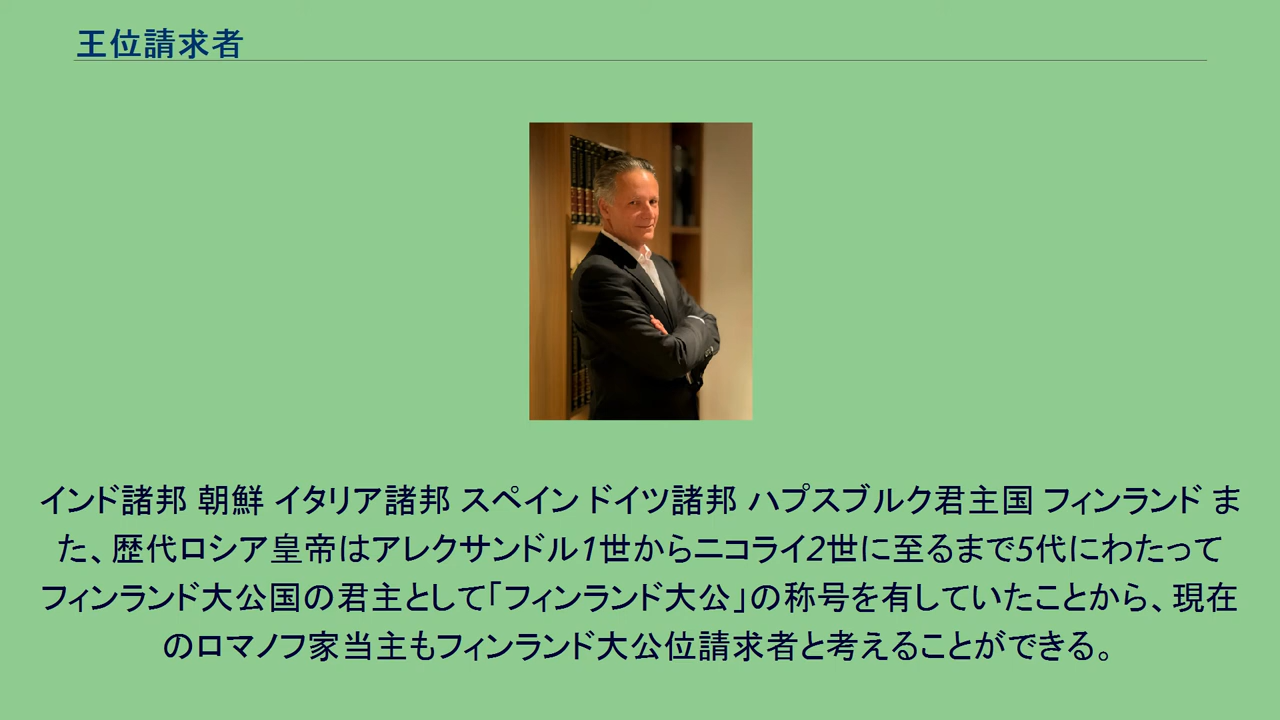 王位請求者
インド諸邦 朝鮮 イタリア諸邦 スペイン ドイツ諸邦 ハプスブルク君主国 フィンランド ま
た、歴代ロシア皇帝はアレクサンドル1世からニコライ2世に至るまで5代にわたって
フィンランド大公国の君主として「フィンランド大公」の称号を有していたことから、現在
のロマノフ家当主もフィンランド大公位請求者と考えることができる。